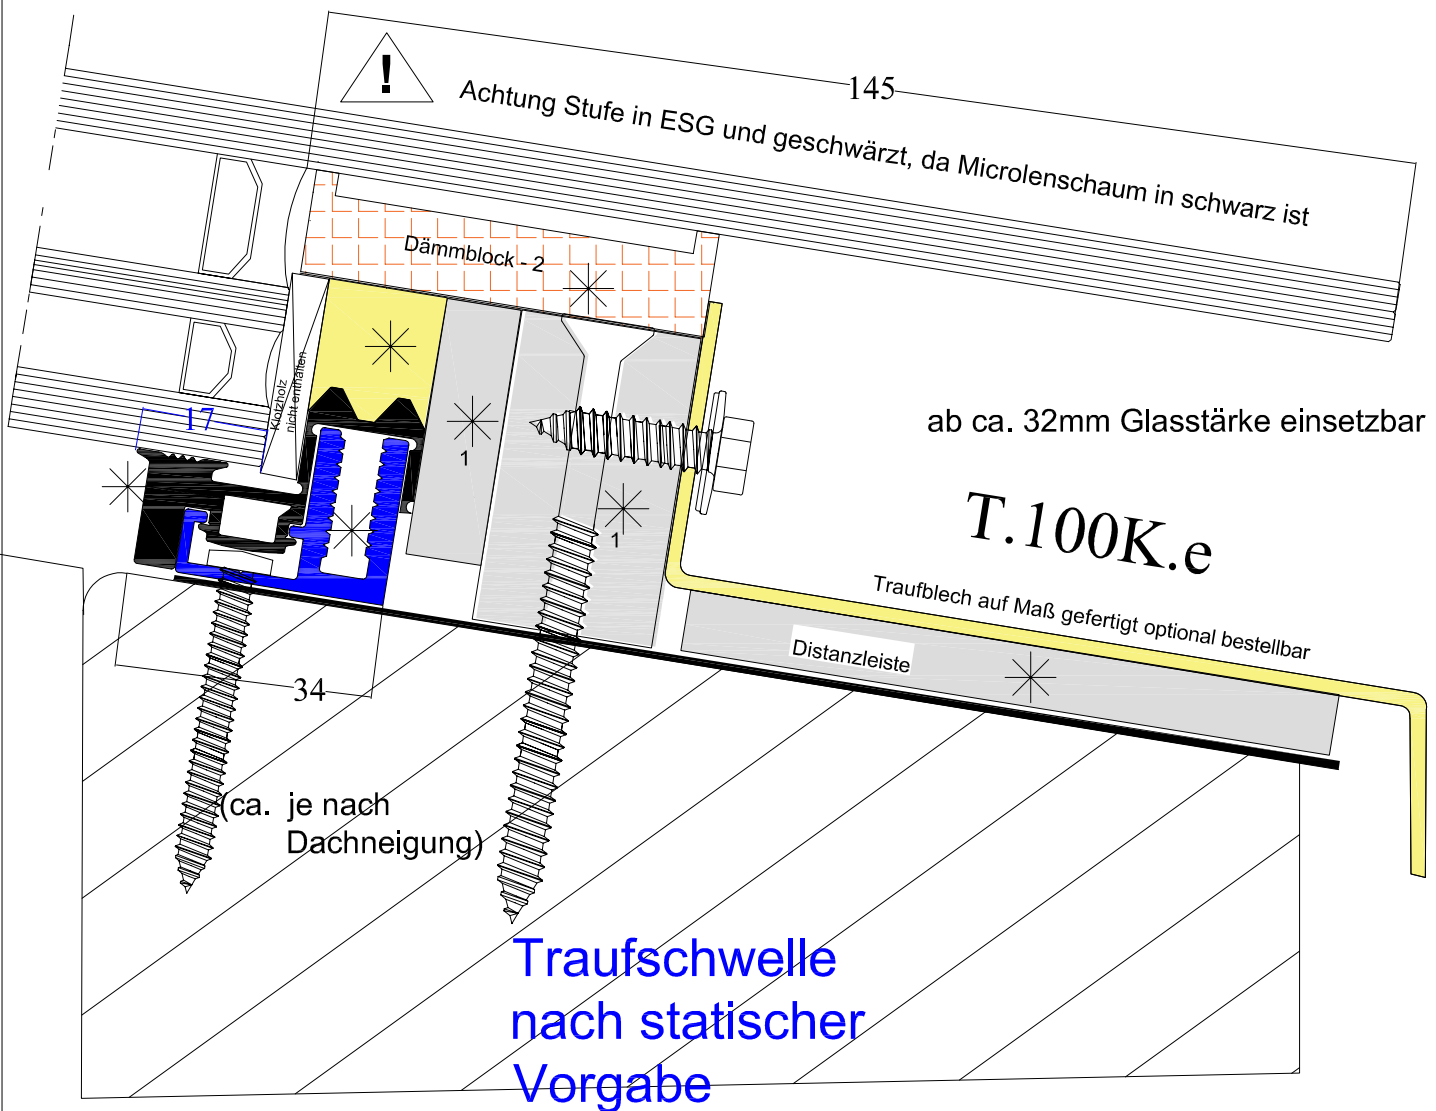 145
!
Achtung Stufe in ESG und geschwärzt, da Microlenschaum in schwarz ist
Dämmblock - 2
Klotzholz
nicht enthalten
17
ab ca. 32mm Glasstärke einsetzbar
1
1
T.100K.e
Traufblech auf Maß gefertigt optional bestellbar
Distanzleiste
34
(ca. je nach
Dachneigung)
Traufschwelle
nach statischer
Vorgabe